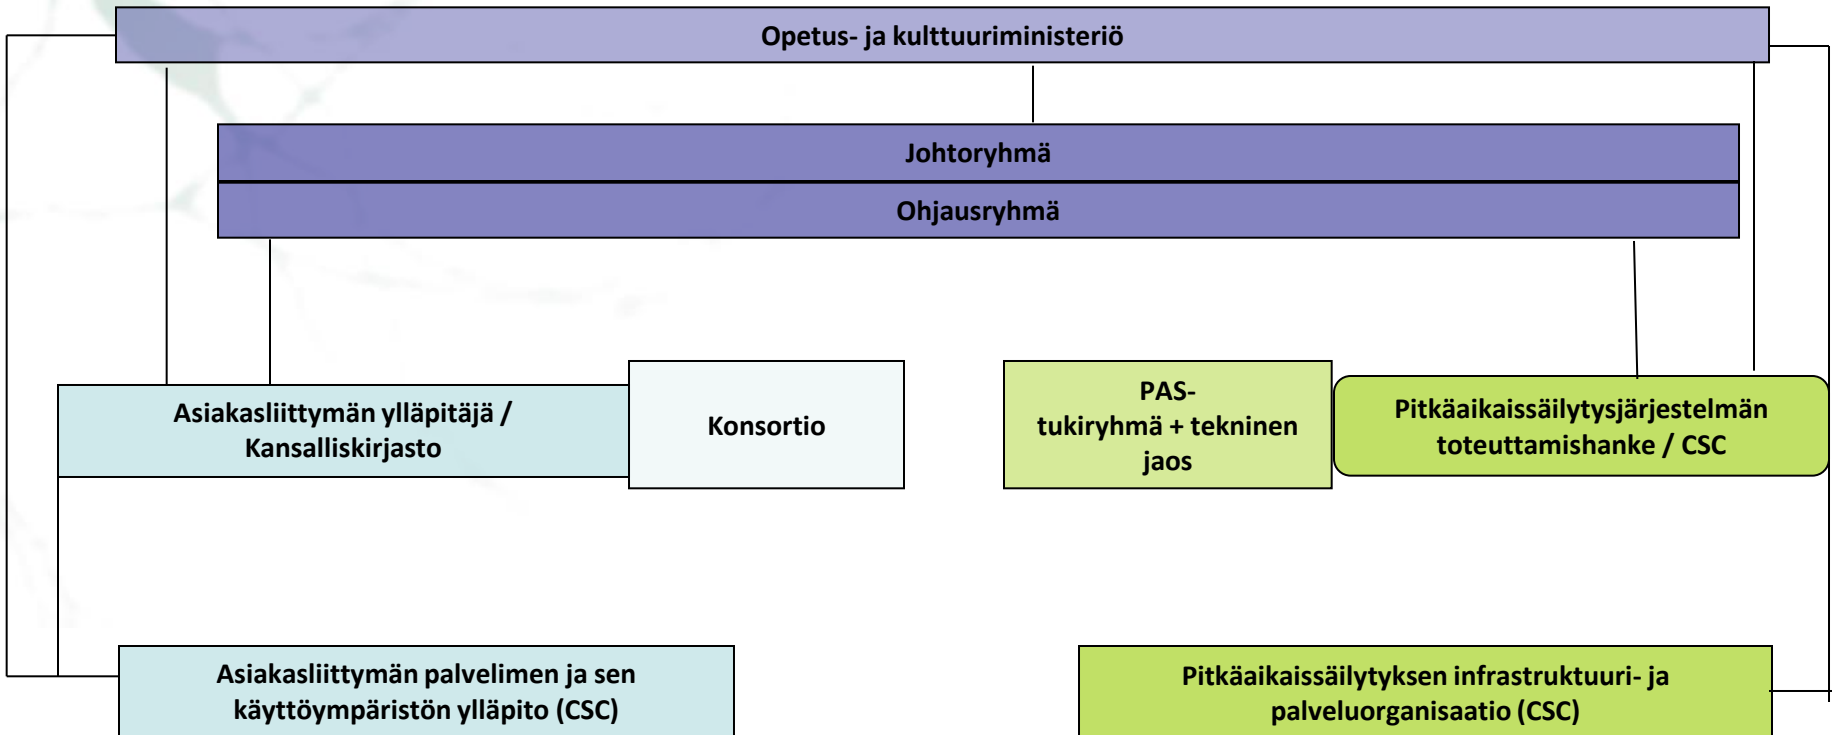 Opetus- ja kulttuuriministeriö
Johtoryhmä
Ohjausryhmä
Asiakasliittymän ylläpitäjä /
Kansalliskirjasto
Konsortio
PAS-
tukiryhmä + tekninen
jaos
Pitkäaikaissäilytysjärjestelmän
toteuttamishanke / CSC
Asiakasliittymän palvelimen ja sen
käyttöympäristön ylläpito (CSC)
Pitkäaikaissäilytyksen infrastruktuuri- ja
palveluorganisaatio (CSC)